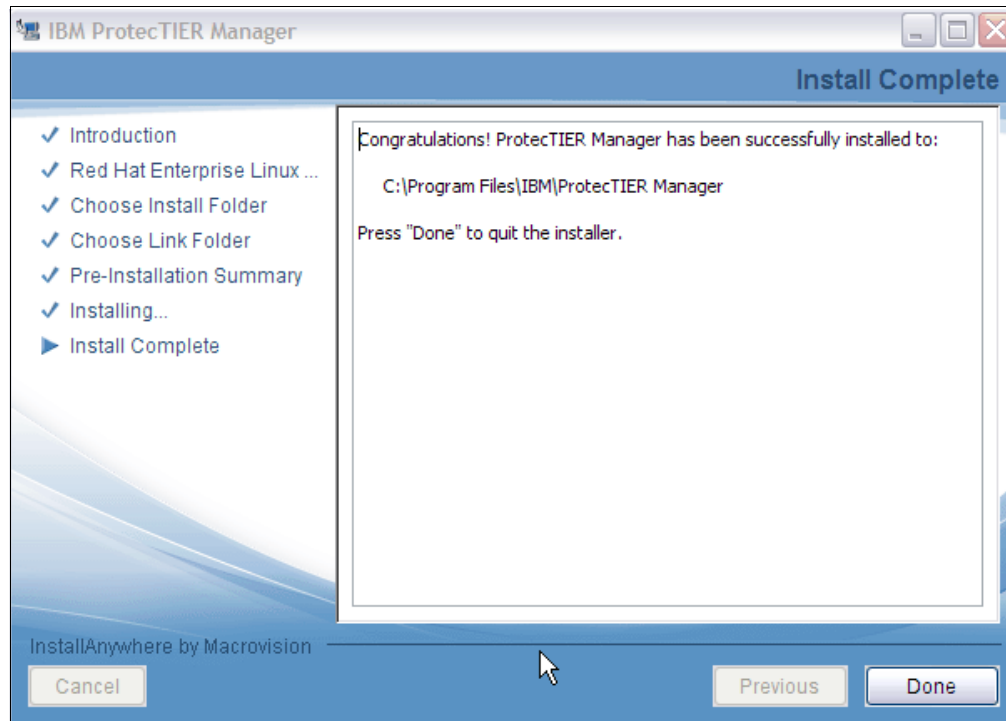 IBM ProtecTIER Manager
Install Complete
Introduction
Red Hat Enterprise Linux ...
Choose Install Folder
Choose Link Folder
Pre-Installation Summary
Installing...
Install Complete
Congratulations! ProtecTIER Manager has been successfully installed to:
C:\Program Files\IBM\ProtecTIER Manager
Press "Done" to quit the installer.
InstallAnywhere by Macrovision
Cancel
Previous
Done